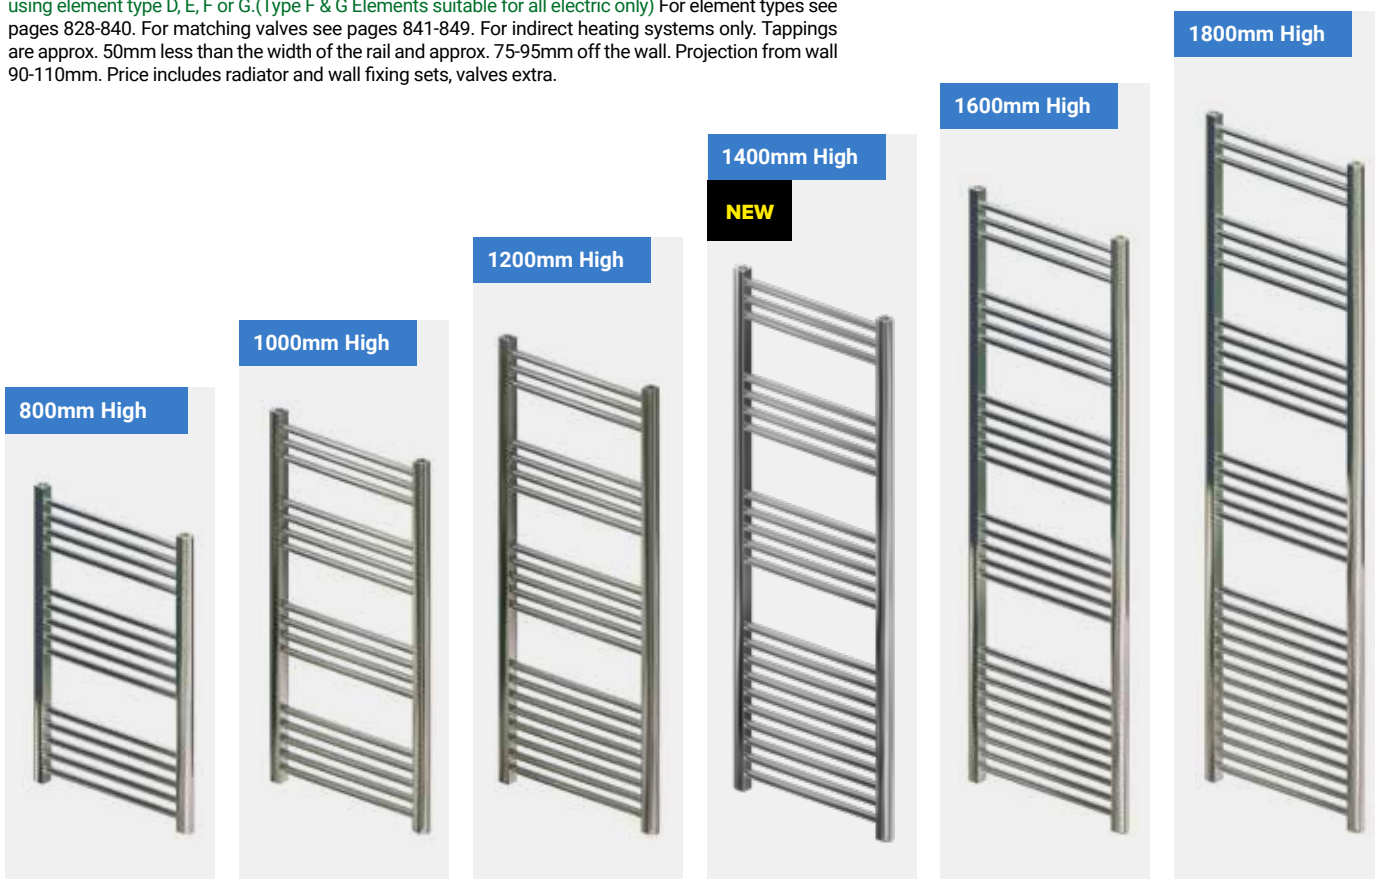 using element type D, E, F or G.(Type F & G Elements suitable for all electric only) For element types see
pages 828-840. For matching valves see pages 841-849. For indirect heating systems only. Tappings
are approx. 50mm less than the width of the rail and approx. 75-95mm off the wall. Projection from wall
90-110mm. Price includes radiator and wall fixing sets, valves extra.
800mm High
1000mm High
1200mm High
1400mm High
NEW
1600mm High
1800mm High